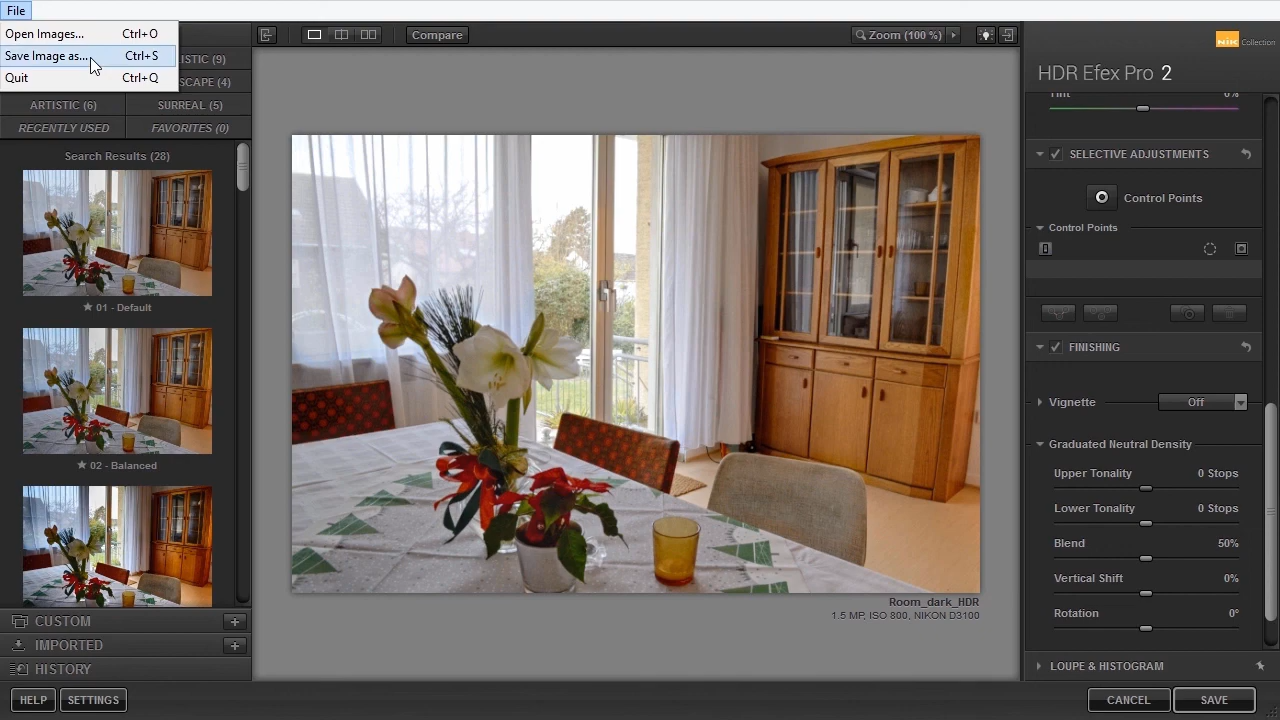 File
Open Images... Ctrl+O
Save Image as... Ctrl+S
Quit Ctrl+Q
LISTIC (9)
SCAPE (4)
ARTISTIC (6) SURREAL (5)
RECENTLY USED FAVORITES (0)
Search Results (28)
★ 01 - Default
★ 02 - Balanced
CUSTOM
IMPORTED
HISTORY
HELP SETTINGS
Compare Zoom (100 %)
Room_dark_HDR
1.5 MP, ISO 800, NIKON D3100
NIK Collection
HDR Efex Pro 2
Tint 0%
SELECTIVE ADJUSTMENTS
Control Points
Control Points
FINISHING
Vignette Off
Graduated Neutral Density
Upper Tonality 0 Stops
Lower Tonality 0 Stops
Blend 50%
Vertical Shift 0%
Rotation 0°
LOUPE & HISTOGRAM
CANCEL SAVE